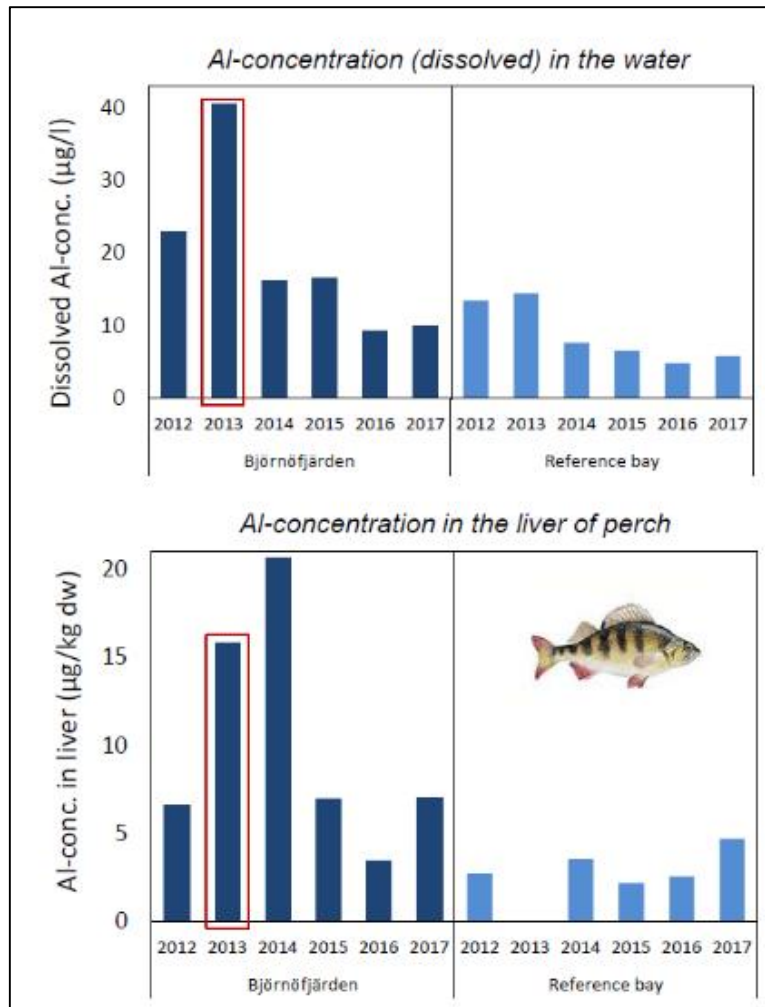 Al-concentration (dissolved) in the water
Dissolved Al-conc. (µg/l)
40
30
20
10
0
2012 2013 2014 2015 2016 2017 2012 2013 2014 2015 2016 2017
Björnöfjärden Reference bay
Al-concentration in the liver of perch
Al-conc. in liver (µg/kg dw)
20
15
10
5
0
2012 2013 2014 2015 2016 2017 2012 2013 2014 2015 2016 2017
Björnöfjärden Reference bay